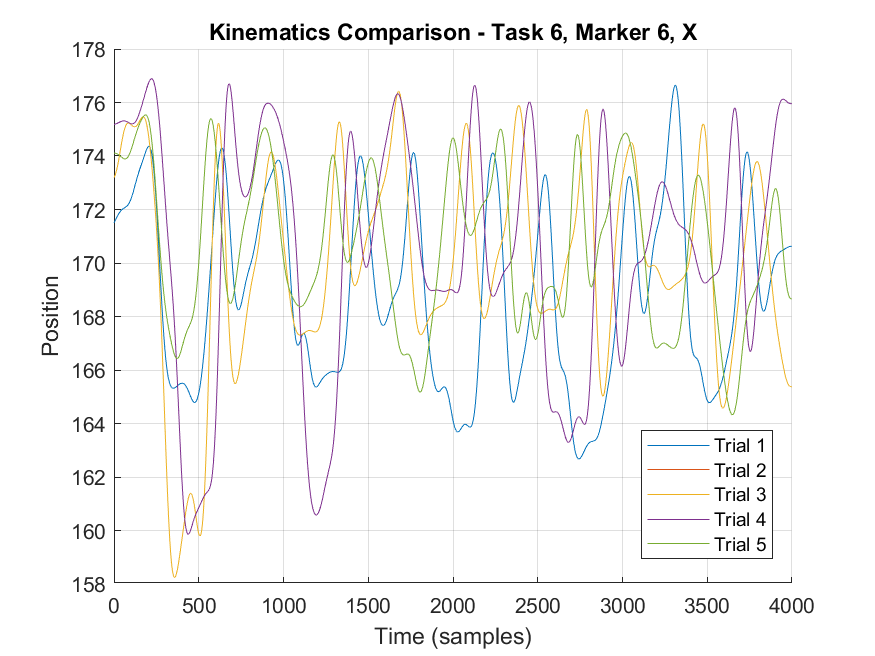 Kinematics Comparison - Task 6, Marker 6, X
178
176
174
172
170
168
166
164
162
160
158
Position
0 500 1000 1500 2000 2500 3000 3500 4000
Time (samples)
Trial 1
Trial 2
Trial 3
Trial 4
Trial 5